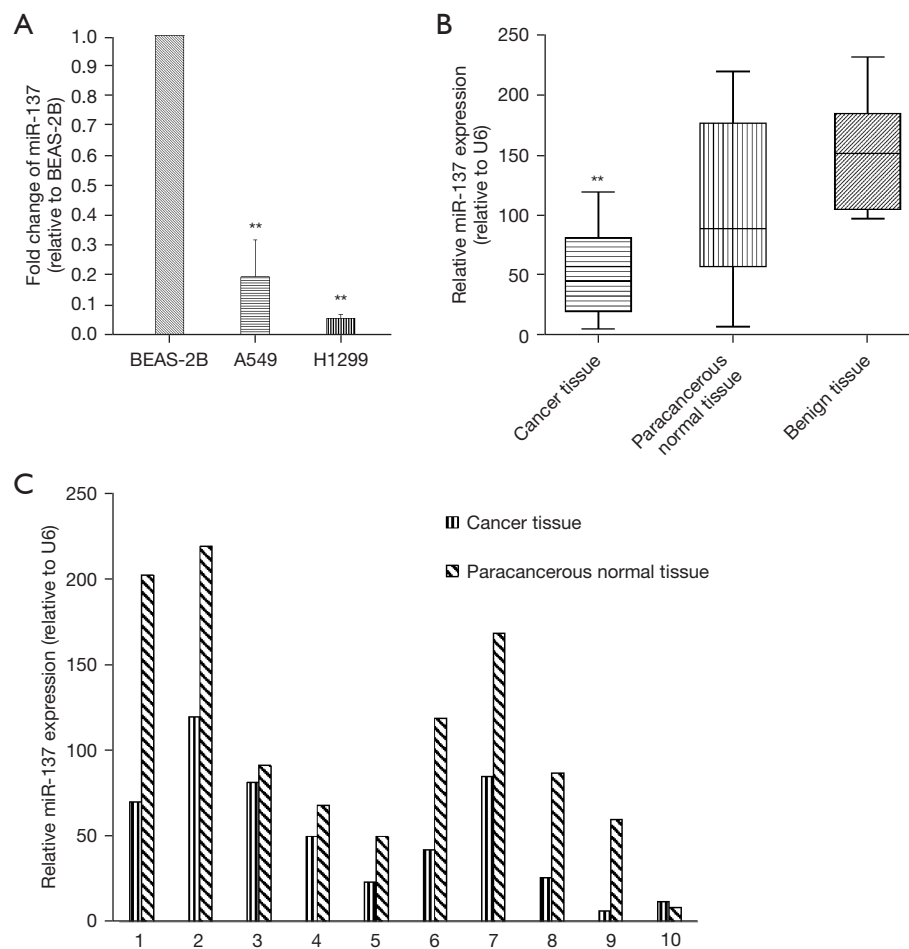 A
Fold change of miR-137
(relative to BEAS-2B)
1.0
0.9
0.8
0.7
0.6
0.5
0.4
0.3
0.2
0.1
0.0
**
**
BEAS-2B
A549
H1299
B
Relative miR-137 expression
(relative to U6)
250
200
150
100
50
0
**
Cancer tissue
Paracancerous
normal tissue
Benign tissue
C
Relative miR-137 expression (relative to U6)
250
200
150
100
50
0
Cancer tissue
Paracancerous normal tissue
1 2 3 4 5 6 7 8 9 10